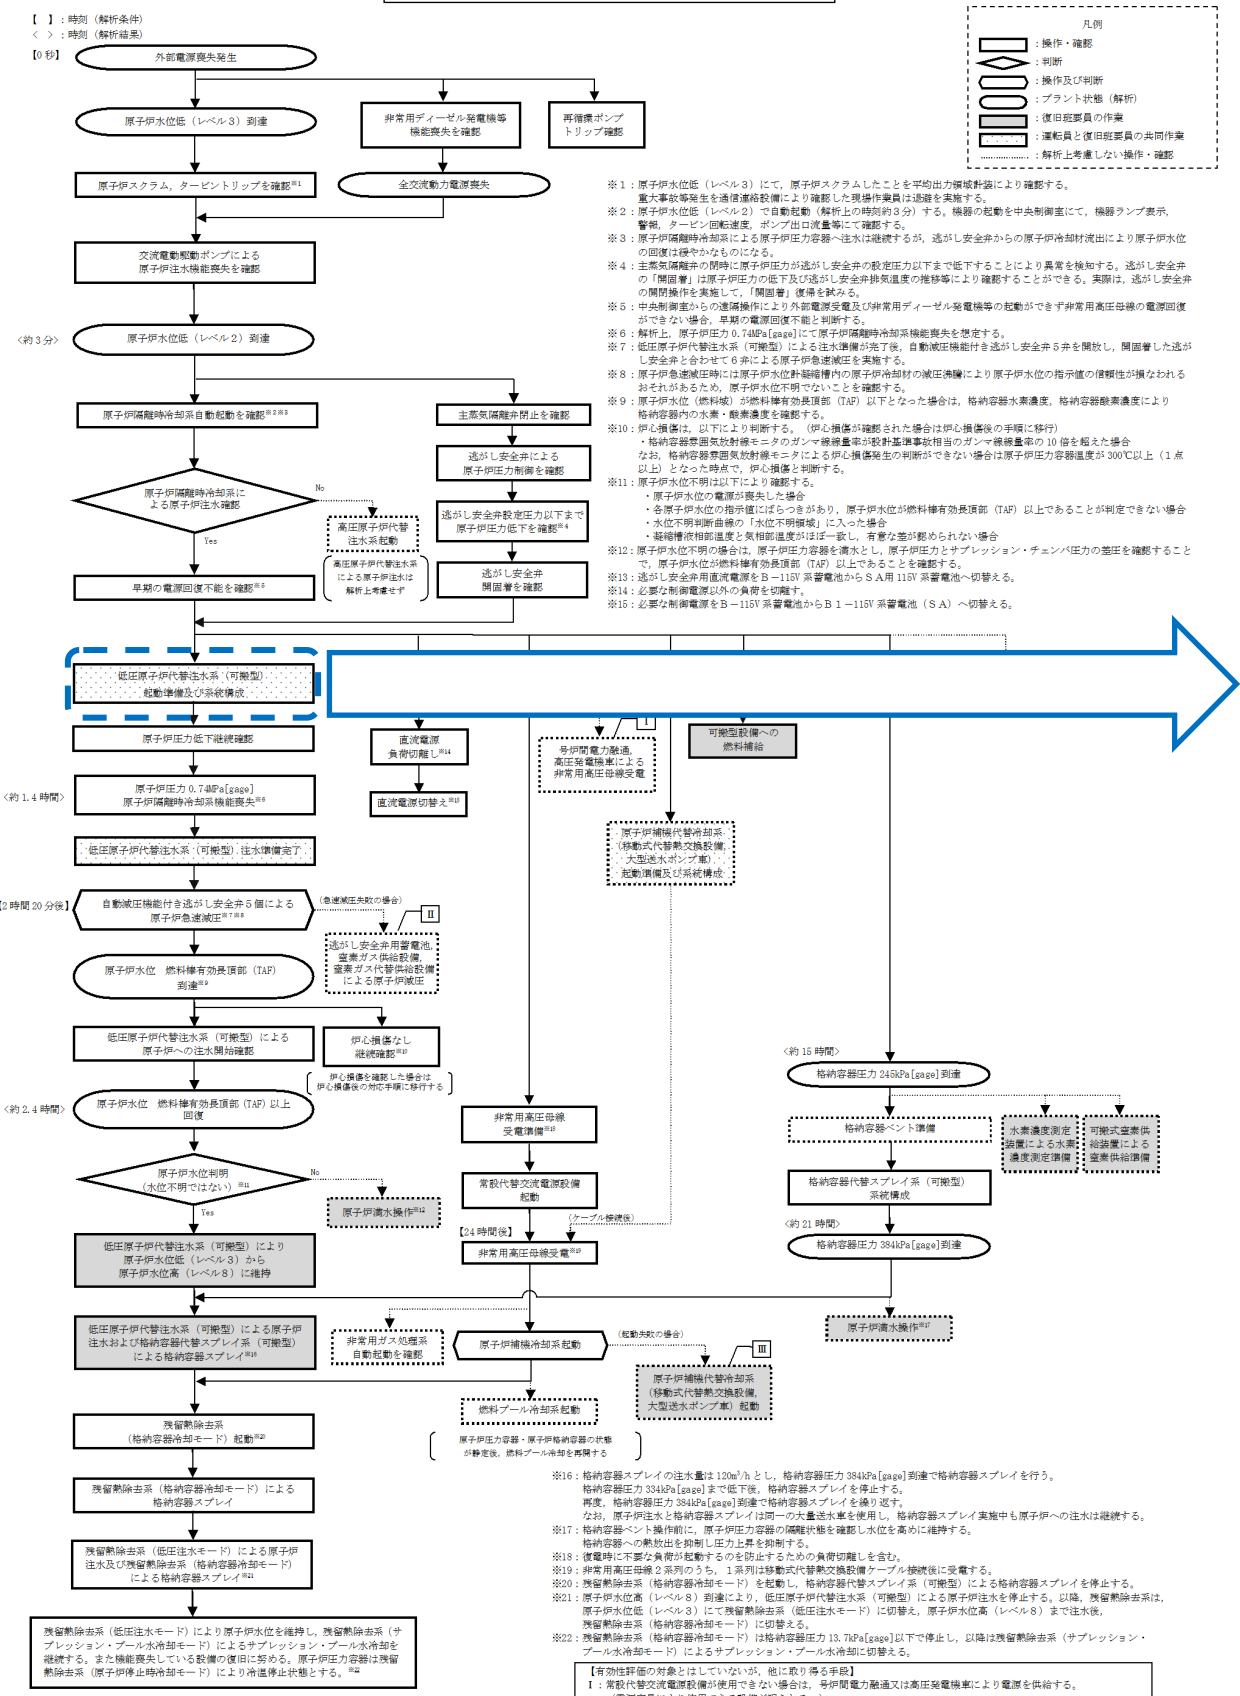 【　】：時刻（解析条件）
＜　＞：時刻（解析結果）
【0秒】
外部電源喪失発生
原子炉水位低（レベル３）到達
非常用ディーゼル発電機等
機能喪失を確認
再循環ポンプ
トリップ確認
原子炉スクラム，タービントリップを確認※1
全交流動力電源喪失
交流電動駆動ポンプによる
原子炉注水機能喪失を確認
＜約３分＞
原子炉水位低（レベル２）到達
原子炉隔離時冷却系自動起動を確認※2※3
主蒸気隔離弁閉止を確認
逃がし安全弁による
原子炉圧力制御を確認
原子炉隔離時冷却系に
よる原子炉注水確認
No
Yes
高圧原子炉代替
注水系起動
高圧原子炉代替注水系
による原子炉注水は
解析上考慮せず
逃がし安全弁設定圧力以下まで
原子炉圧力低下を確認※4
逃がし安全弁
開固着を確認
早期の電源回復不能を確認※5
凡例
：操作・確認
：判断
：操作及び判断
：プラント状態（解析）
：復旧班要員の作業
：運転員と復旧班要員の共同作業
：解析上考慮しない操作・確認
※１：原子炉水位低（レベル３）にて，原子炉スクラムしたことを平均出力領域計装により確認する。
重大事故等発生を通信連絡設備により確認した現場作業員は退避を実施する。
※２：原子炉水位低（レベル２）で自動起動（解析上の時刻約３分）する。機器の起動を中央制御室にて，機器ランプ表示，
警報，タービン回転速度，ポンプ出口流量等にて確認する。
※３：原子炉隔離時冷却系による原子炉圧力容器へ注水は継続するが，逃がし安全弁からの原子炉冷却材流出により原子炉水位
の回復は緩やかなものになる。
※４：主蒸気隔離弁の閉時に原子炉圧力が逃がし安全弁の設定圧力以下まで低下することにより異常を検知する。逃がし安全弁
の「開固着」は原子炉圧力の低下及び逃がし安全弁排気温度の推移等により確認することができる。実際は，逃がし安全弁
の開閉操作を実施して，「開固着」復帰を試みる。
※５：中央制御室からの遠隔操作により外部電源受電及び非常用ディーゼル発電機等の起動ができず非常用高圧母線の電源回復
ができない場合，早期の電源回復不能と判断する。
※６：解析上，原子炉圧力0.74MPa[gage]にて原子炉隔離時冷却系機能喪失を想定する。
※７：低圧原子炉代替注水系（可搬型）による注水準備が完了後，自動減圧機能付き逃がし安全弁５弁を開放し，開固着した逃が
し安全弁と合わせて６弁による原子炉急速減圧を実施する。
※８：原子炉急速減圧時には原子炉水位計凝縮槽内の原子炉冷却材の減圧沸騰により原子炉水位の指示値の信頼性が損なわれる
おそれがあるため，原子炉水位不明でないことを確認する。
※９：原子炉水位（燃料域）が燃料棒有効長頂部（TAF）以下となった場合は，格納容器水素濃度，格納容器酸素濃度により
格納容器内の水素・酸素濃度を確認する。
※10：炉心損傷は，以下により判断する。（炉心損傷が確認された場合は炉心損傷後の手順に移行）
・格納容器雰囲気放射線モニタのガンマ線線量率が設計基準事故相当のガンマ線線量率の10倍を超えた場合
なお，格納容器雰囲気放射線モニタによる炉心損傷発生の判断ができない場合は原子炉圧力容器温度が300℃以上（１点
以上）となった時点で，炉心損傷と判断する。
※11：原子炉水位不明は以下により確認する。
・原子炉水位の電源が喪失した場合
・各原子炉水位の指示値にばらつきがあり，原子炉水位が燃料棒有効長頂部（TAF）以上であることが判定できない場合
・水位不明判断曲線の「水位不明領域」に入った場合
・凝縮槽液相部温度と気相部温度がほぼ一致し，有意な差が認められない場合
※12：原子炉水位不明の場合は，原子炉圧力容器を満水とし，原子炉圧力とサプレッション・チェンバ圧力の差圧を確認すること
で，原子炉水位が燃料棒有効長頂部（TAF）以上であることを確認する。
※13：逃がし安全弁用直流電源をＢ－115V系蓄電池からＳＡ用115V系蓄電池へ切替える。
※14：必要な制御電源以外の負荷を切離す。
※15：必要な制御電源をＢ－115V系蓄電池からＢ１－115V系蓄電池（ＳＡ）へ切替える。
低圧原子炉代替注水系（可搬型）
起動準備及び系統構成
原子炉圧力低下継続確認
直流電源
負荷切離し※14
直流電源切替え※15
Ⅰ
号炉間電力融通，
高圧発電機車による
非常用高圧母線受電
可搬型設備への
燃料補給
＜約1.4時間＞
原子炉圧力0.74MPa[gage]
原子炉隔離時冷却系機能喪失※6
低圧原子炉代替注水系（可搬型）注水準備完了
原子炉補機代替冷却系
（移動式代替熱交換設備，
大型送水ポンプ車）
起動準備及び系統構成
【2時間20分後】
自動減圧機能付き逃がし安全弁５個による
原子炉急速減圧※7※8
（急速減圧失敗の場合）
Ⅱ
逃がし安全弁用蓄電池，
窒素ガス供給設備，
窒素ガス代替供給設備
による原子炉減圧
原子炉水位　燃料棒有効長頂部（TAF）
到達※9
低圧原子炉代替注水系（可搬型）による
原子炉への注水開始確認
炉心損傷なし
継続確認※10
炉心損傷を確認した場合は
炉心損傷後の対応手順に移行する
＜約2.4時間＞
原子炉水位　燃料棒有効長頂部（TAF）以上
回復
原子炉水位判明
（水位不明ではない）※11
No
Yes
原子炉満水操作※12
非常用高圧母線
受電準備※18
常設代替交流電源設備
起動
【24時間後】
（ケーブル接続後）
非常用高圧母線受電※19
＜約15時間＞
格納容器圧力245kPa[gage]到達
格納容器ベント準備
水素濃度測定
装置による水素
濃度測定準備
可搬式窒素供
給装置による
窒素供給準備
格納容器代替スプレイ系（可搬型）
系統構成
＜約21時間＞
格納容器圧力384kPa[gage]到達
低圧原子炉代替注水系（可搬型）により
原子炉水位低（レベル３）から
原子炉水位高（レベル８）に維持
低圧原子炉代替注水系（可搬型）による原子炉
注水および格納容器代替スプレイ系（可搬型）
による格納容器スプレイ※16
非常用ガス処理系
自動起動を確認
原子炉補機冷却系起動
（起動失敗の場合）
Ⅲ
原子炉満水操作※17
原子炉補機代替冷却系
（移動式代替熱交換設備，
大型送水ポンプ車）起動
燃料プール冷却系起動
原子炉圧力容器・原子炉格納容器の状態
が静定後，燃料プール冷却を再開する
残留熱除去系
（格納容器冷却モード）起動※20
残留熱除去系（格納容器冷却モード）による
格納容器スプレイ
残留熱除去系（低圧注水モード）による原子炉
注水及び残留熱除去系（格納容器冷却モード）
による格納容器スプレイ※21
残留熱除去系（低圧注水モード）により原子炉水位を維持し，残留熱除去系（サ
プレッション・プール水冷却モード）によるサプレッション・プール水冷却を
継続する。また機能喪失している設備の復旧に努める。原子炉圧力容器は残留
熱除去系（原子炉停止時冷却モード）により冷温停止状態とする。※22
※16：格納容器スプレイの注水量は120m³/hとし，格納容器圧力384kPa[gage]到達で格納容器スプレイを行う。
格納容器圧力334kPa[gage]まで低下後，格納容器スプレイを停止する。
再度，格納容器圧力384kPa[gage]到達で格納容器スプレイを繰り返す。
なお，原子炉注水と格納容器スプレイは同一の大量送水車を使用し，格納容器スプレイ実施中も原子炉への注水は継続する。
※17：格納容器ベント操作前に，原子炉圧力容器の隔離状態を確認し水位を高めに維持する。
格納容器への熱放出を抑制し圧力上昇を抑制する。
※18：復電時に不要な負荷が起動するのを防止するための負荷切離しを含む。
※19：非常用高圧母線２系列のうち，１系列は移動式代替熱交換設備ケーブル接続後に受電する。
※20：残留熱除去系（格納容器冷却モード）を起動し，格納容器代替スプレイ系（可搬型）による格納容器スプレイを停止する。
※21：原子炉水位高（レベル８）到達により，低圧原子炉代替注水系（可搬型）による原子炉注水を停止する。以降，残留熱除去系は，
原子炉水位低（レベル３）にて残留熱除去系（低圧注水モード）に切替え，原子炉水位高（レベル８）まで注水後，
残留熱除去系（格納容器冷却モード）に切替える。
※22：残留熱除去系（格納容器冷却モード）は格納容器圧力13.7kPa[gage]以下で停止し，以降は残留熱除去系（サプレッション・
プール水冷却モード）によるサプレッション・プール水冷却に切替える。
【有効性評価の対象とはしていないが，他に取り得る手段】
Ⅰ：常設代替交流電源設備が使用できない場合は，号炉間電力融通又は高圧発電機車により電源を供給する。